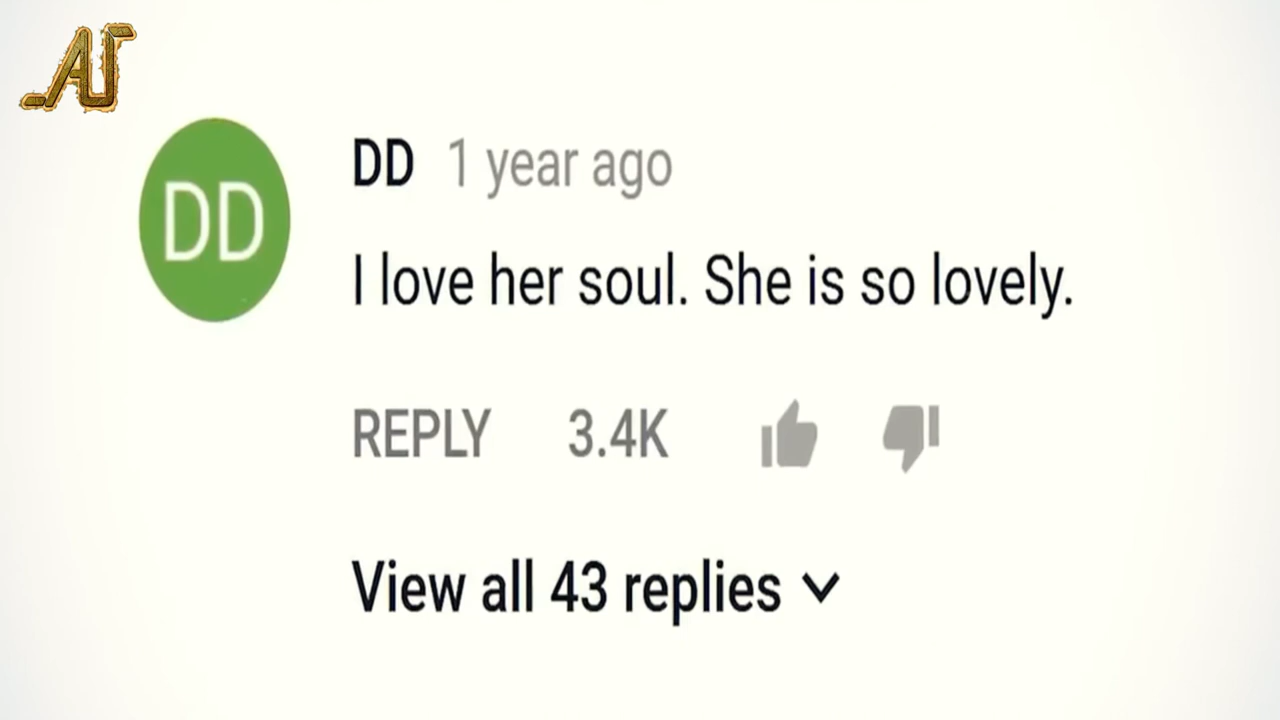 AJ
DD
DD 1 year ago
I love her soul. She is so lovely.
REPLY 3.4K
View all 43 replies